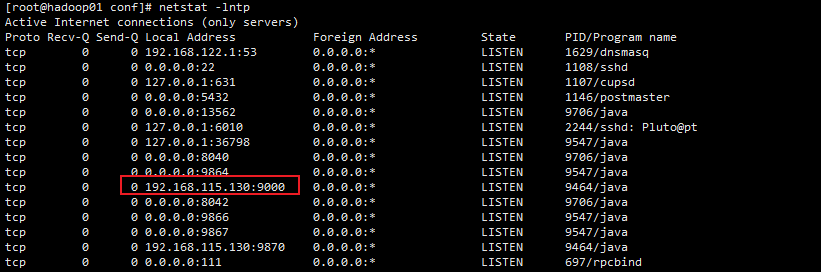 [root@hadoop01 conf]# netstat -lntp
Active Internet connections (only servers)
Proto Recv-Q Send-Q Local Address Foreign Address State PID/Program name
tcp 0 0 192.168.122.1:53 0.0.0.0:* LISTEN 1629/dnsmasq
tcp 0 0 0.0.0.0:22 0.0.0.0:* LISTEN 1108/sshd
tcp 0 0 127.0.0.1:631 0.0.0.0:* LISTEN 1107/cupsd
tcp 0 0 0.0.0.0:5432 0.0.0.0:* LISTEN 1146/postmaster
tcp 0 0 0.0.0.0:13562 0.0.0.0:* LISTEN 9706/java
tcp 0 0 127.0.0.1:6010 0.0.0.0:* LISTEN 2244/sshd: Pluto@pt
tcp 0 0 127.0.0.1:36798 0.0.0.0:* LISTEN 9547/java
tcp 0 0 0.0.0.0:8040 0.0.0.0:* LISTEN 9706/java
tcp 0 0 0.0.0.0:9864 0.0.0.0:* LISTEN 9547/java
tcp 0 0 192.168.115.130:9000 0.0.0.0:* LISTEN 9464/java
tcp 0 0 0.0.0.0:8042 0.0.0.0:* LISTEN 9706/java
tcp 0 0 0.0.0.0:9866 0.0.0.0:* LISTEN 9547/java
tcp 0 0 0.0.0.0:9867 0.0.0.0:* LISTEN 9547/java
tcp 0 0 192.168.115.130:9870 0.0.0.0:* LISTEN 9464/java
tcp 0 0 0.0.0.0:111 0.0.0.0:* LISTEN 697/rpcbind